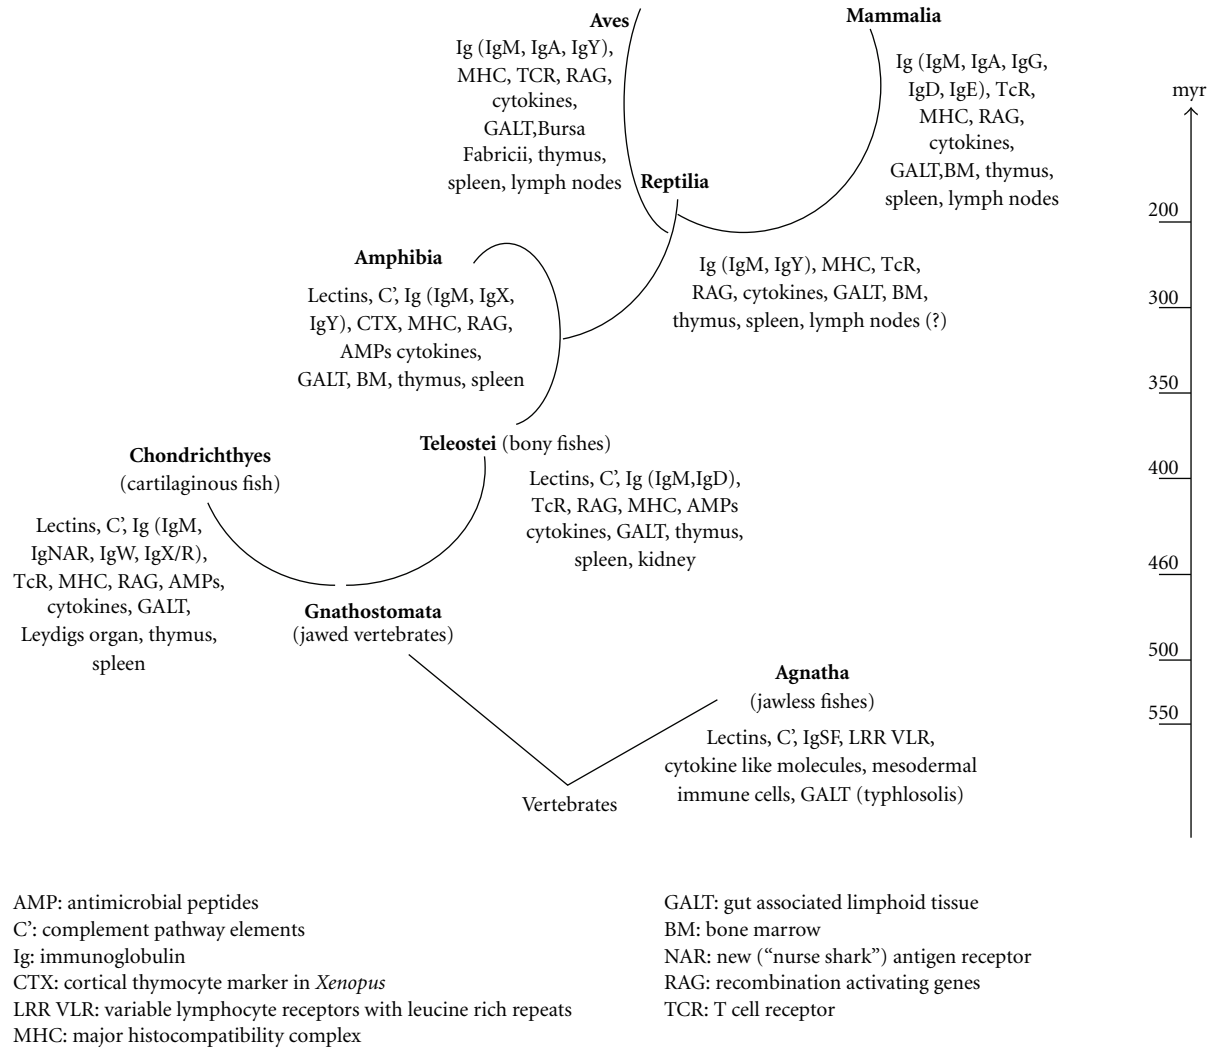 Aves
Ig (IgM, IgA, IgY),
MHC, TCR, RAG,
cytokines,
GALT,Bursa
Fabricii, thymus,
spleen, lymph nodes
Mammalia
Ig (IgM, IgA, IgG,
IgD, IgE), TcR,
MHC, RAG,
cytokines,
GALT,BM, thymus,
spleen, lymph nodes
myr
200
300
350
400
460
500
550
Reptilia
Ig (IgM, IgY), MHC, TcR,
RAG, cytokines, GALT, BM,
thymus, spleen, lymph nodes (?)
Amphibia
Lectins, C’, Ig (IgM, IgX,
IgY), CTX, MHC, RAG,
AMPs cytokines,
GALT, BM, thymus, spleen
Teleostei (bony fishes)
Lectins, C’, Ig (IgM,IgD),
TcR, RAG, MHC, AMPs
cytokines, GALT, thymus,
spleen, kidney
Chondrichthyes
(cartilaginous fish)
Lectins, C’, Ig (IgM,
IgNAR, IgW, IgX/R),
TcR, MHC, RAG, AMPs,
cytokines, GALT,
Leydigs organ, thymus,
spleen
Gnathostomata
(jawed vertebrates)
Agnatha
(jawless fishes)
Lectins, C’, IgSF, LRR VLR,
cytokine like molecules, mesodermal
immune cells, GALT (typhlosolis)
Vertebrates
AMP: antimicrobial peptides
C’: complement pathway elements
Ig: immunoglobulin
CTX: cortical thymocyte marker in Xenopus
LRR VLR: variable lymphocyte receptors with leucine rich repeats
MHC: major histocompatibility complex
GALT: gut associated limphoid tissue
BM: bone marrow
NAR: new (“nurse shark”) antigen receptor
RAG: recombination activating genes
TCR: T cell receptor